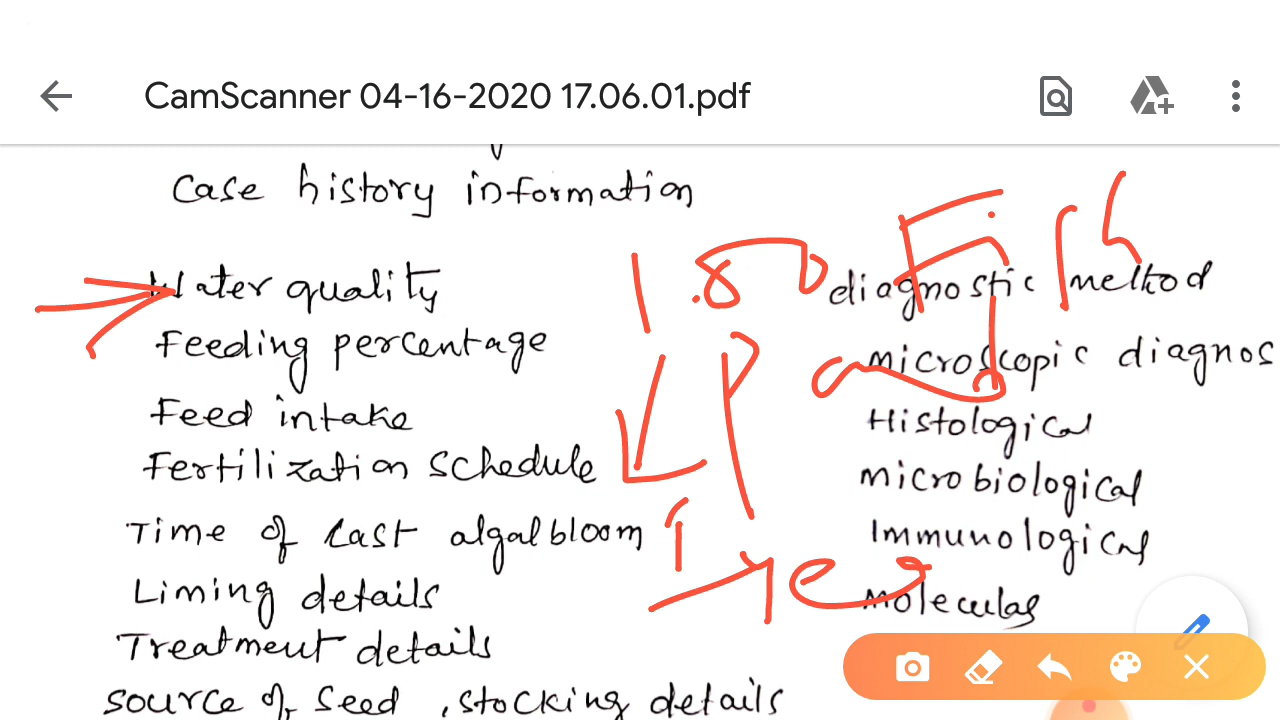 CamScanner 04-16-2020 17.06.01.pdf
Case history information
Water quality
Feeding percentage
Feed intake
Fertilization schedule
Time of last algal bloom
Liming details
Treatment details
Source of seed, stocking details
diagnostic method
microscopic diagnos
Histological
microbiological
Immunological
molecular
Fish